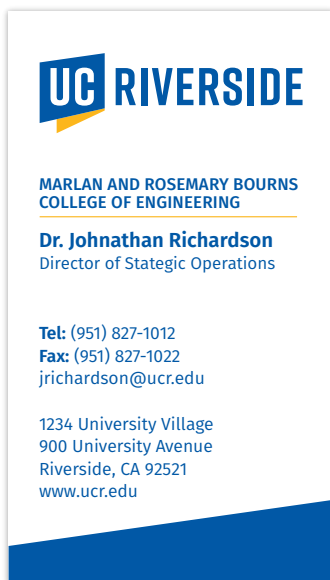 UC RIVERSIDE
MARLAN AND ROSEMARY BOURNS
COLLEGE OF ENGINEERING
Dr. Johnathan Richardson
Director of Stategic Operations
Tel: (951) 827-1012
Fax: (951) 827-1022
jrichardson@ucr.edu
1234 University Village
900 University Avenue
Riverside, CA 92521
www.ucr.edu